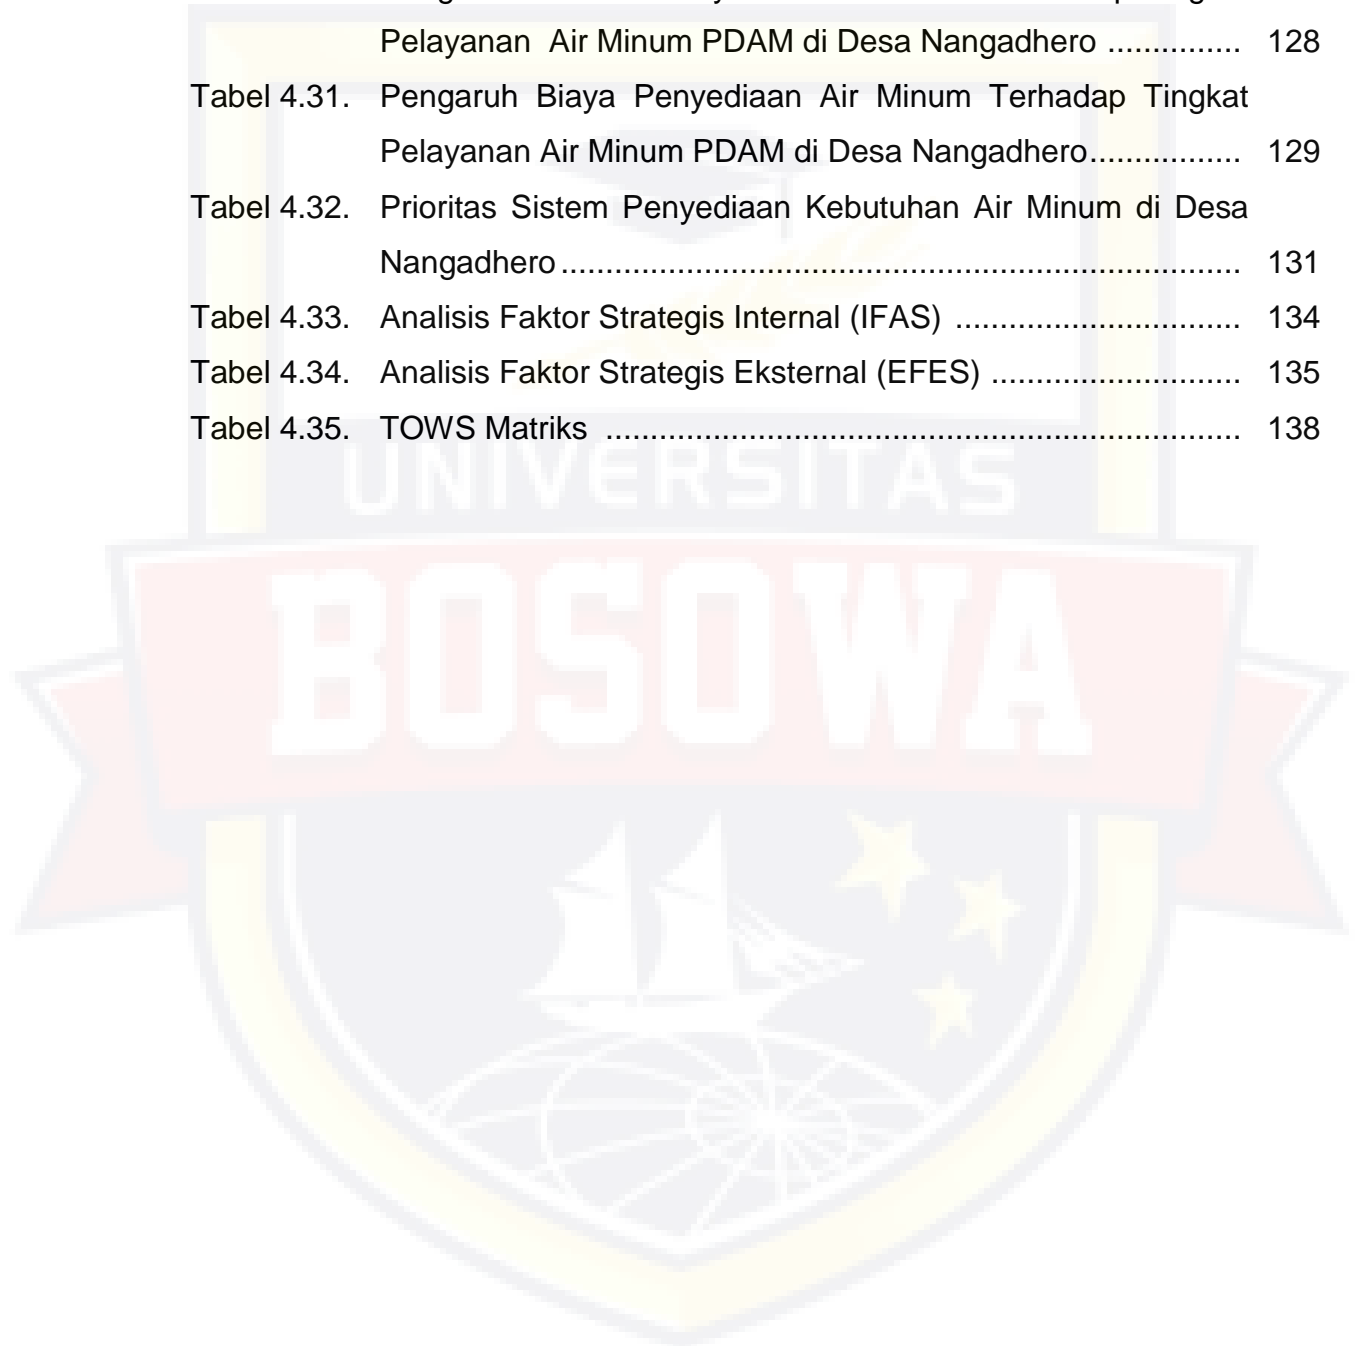 Pelayanan Air Minum PDAM di Desa Nangadhero ............... 128
Tabel 4.31. Pengaruh Biaya Penyediaan Air Minum Terhadap Tingkat
Pelayanan Air Minum PDAM di Desa Nangadhero................. 129
Tabel 4.32. Prioritas Sistem Penyediaan Kebutuhan Air Minum di Desa
Nangadhero ............................................................................ 131
Tabel 4.33. Analisis Faktor Strategis Internal (IFAS) ................................ 134
Tabel 4.34. Analisis Faktor Strategis Eksternal (EFES) ............................ 135
Tabel 4.35. TOWS Matriks ....................................................................... 138
UNIVERSITAS
BOSOWA